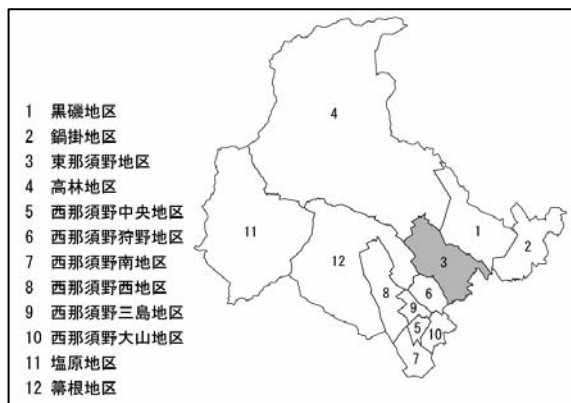 1 黒磯地区
2 鍋掛地区
3 東那須野地区
4 高林地区
5 西那須野中央地区
6 西那須野狩野地区
7 西那須野南地区
8 西那須野西地区
9 西那須野三島地区
10 西那須野大山地区
11 塩原地区
12 箒根地区
4
1
2
3
11
12
8
6
9
5
10
7